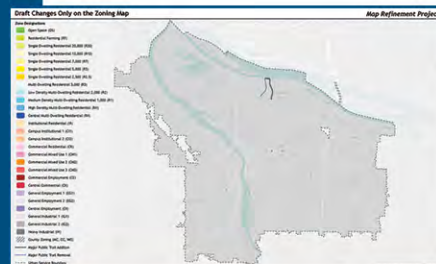 Draft Changes Only on the Zoning Map
Map Refinement Project
Zone Designations
Open Space (OS)
Residential Farming (RF)
Single Dwelling Residential 20,000 (R20)
Single Dwelling Residential 10,000 (R10)
Single Dwelling Residential 7,000 (R7)
Single Dwelling Residential 5,000 (R5)
Single Dwelling Residential 2,500 (R2.5)
Multi-Dwelling Residential 3,000 (R3)
Low Density Multi-Dwelling Residential 2,000 (R2)
Medium Density Multi-Dwelling Residential 1,000 (R1)
High Density Multi-Dwelling Residential (RH)
Central Multi-Dwelling Residential (RX)
Institutional Residential (IR)
Campus Institutional 1 (CI1)
Campus Institutional 2 (CI2)
Commercial Residential (CR)
Commercial Mixed Use 1 (CM1)
Commercial Mixed Use 2 (CM2)
Commercial Mixed Use 3 (CM3)
Commercial Employment (CE)
Central Commercial (CX)
General Employment 1 (EG1)
General Employment 2 (EG2)
Central Employment (EX)
General Industrial 1 (IG1)
General Industrial 2 (IG2)
Heavy Industrial (IH)
Major Public Trail Addition
Major Public Trail Removal
Urban Service Boundary